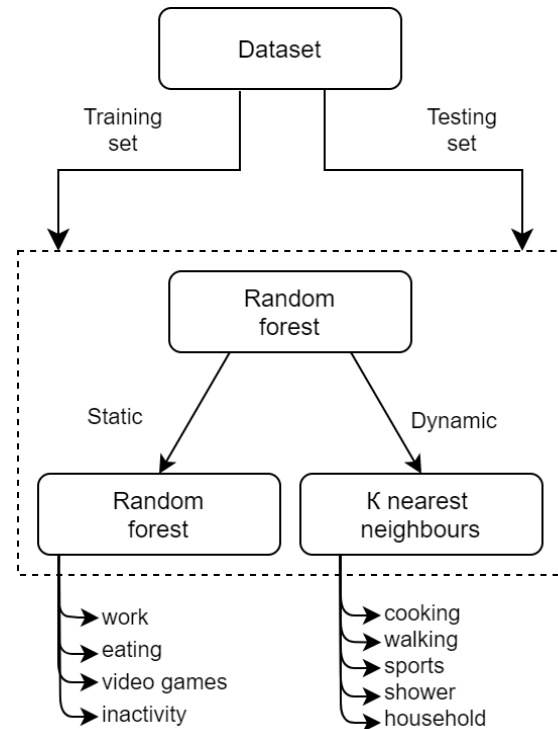 Dataset
Training
set
Testing
set
Random
forest
Static
Dynamic
Random
forest
К nearest
neighbours
work
eating
video games
inactivity
cooking
walking
sports
shower
household